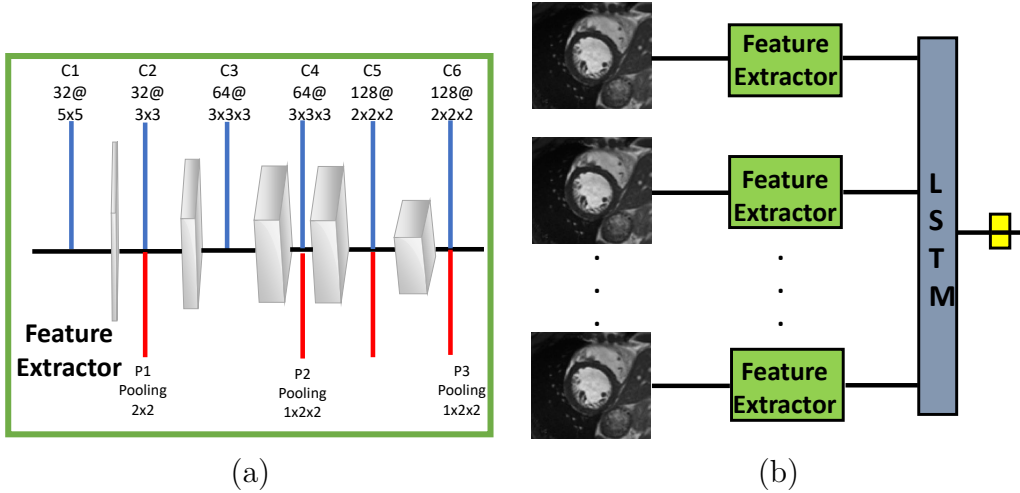 C1
32@
5x5
C2
32@
3x3
C3
64@
3x3x3
C4
64@
3x3x3
C5
128@
2x2x2
C6
128@
2x2x2
Feature
Extractor
P1
Pooling
2x2
P2
Pooling
1x2x2
P3
Pooling
1x2x2
(a)
Feature
Extractor
Feature
Extractor
Feature
Extractor
L
S
T
M
(b)